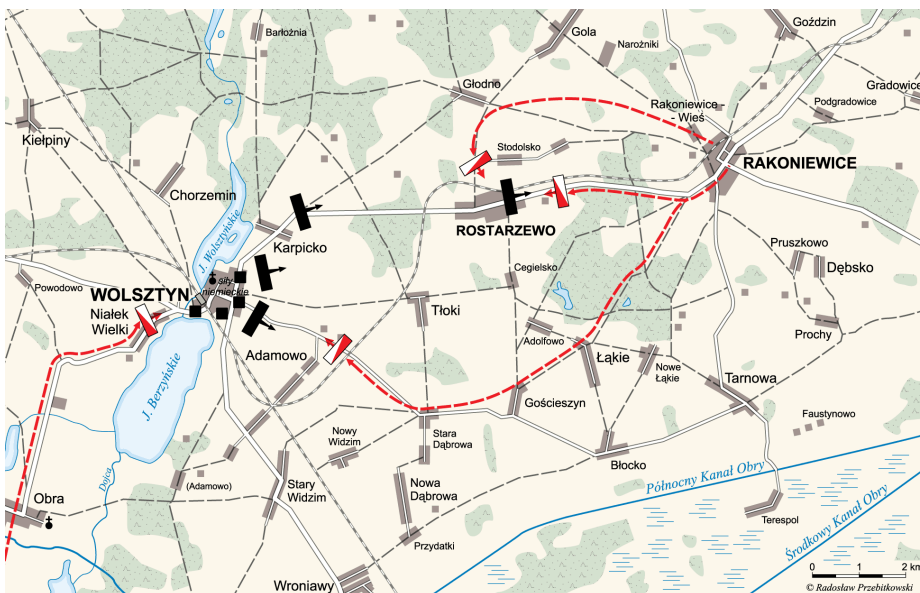 Barłożnia
Gola
Goździn
Narożniki
Głodno
Gradowice
Podgradowice
Rakoniewice -
- Wieś
Kiełpiny
Stodolsko
RAKONIEWICE
Chorzemin
J. Wolsztyńskie
ROSTARZEWO
Karpicko
Pruszkowo
Dębsko
Powodowo
siły
niemieckie
Cegielsko
WOLSZTYN
Niałek
Wielki
Tłoki
Adolfowo
Prochy
Adamowo
Łąkie
Nowe
Łąkie
J. Berzyńskie
Tarnowa
Gościeszyn
Faustynowo
Nowy
Widzim
Stara
Dąbrowa
Błocko
Dojca
(Adamowo)
Stary
Widzim
Nowa
Dąbrowa
Północny Kanał Obry
Obra
Terespol
Środkowy Kanał Obry
Przydatki
Wroniawy
0 1 2 km
© Radosław Przebitkowski